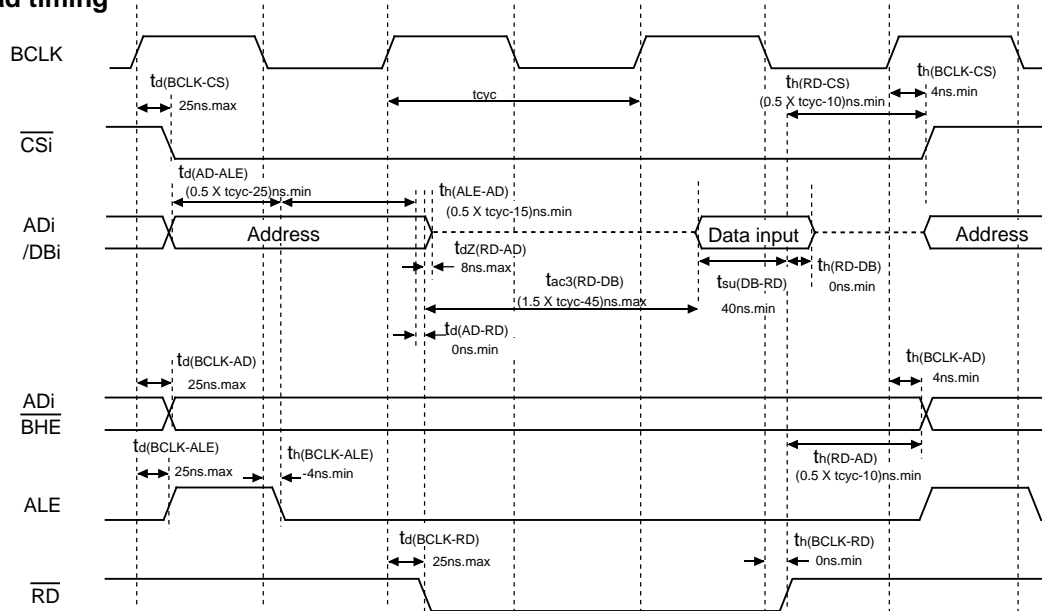 ad timing
BCLK
td(BCLK-CS)
25ns.max
tcyc
th(RD-CS)
(0.5 X tcyc-10)ns.min
th(BCLK-CS)
4ns.min
CSi
td(AD-ALE)
(0.5 X tcyc-25)ns.min
th(ALE-AD)
(0.5 X tcyc-15)ns.min
ADi
/DBi
Address
Data input
Address
tdZ(RD-AD)
8ns.max
tac3(RD-DB)
(1.5 X tcyc-45)ns.max
tsu(DB-RD)
40ns.min
th(RD-DB)
0ns.min
td(AD-RD)
0ns.min
td(BCLK-AD)
25ns.max
th(BCLK-AD)
4ns.min
ADi
BHE
td(BCLK-ALE)
25ns.max
th(BCLK-ALE)
-4ns.min
th(RD-AD)
(0.5 X tcyc-10)ns.min
ALE
td(BCLK-RD)
25ns.max
th(BCLK-RD)
0ns.min
RD